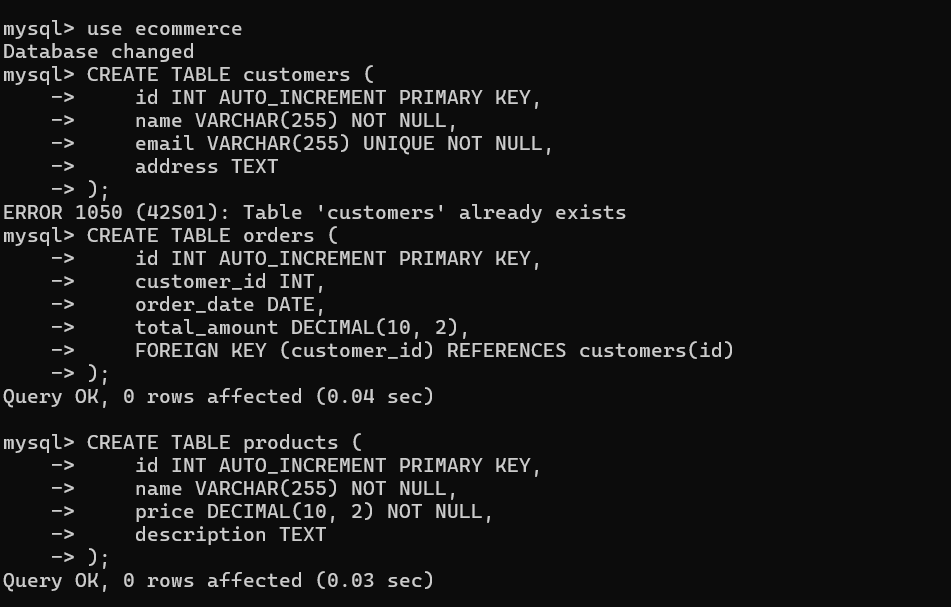 mysql> use ecommerce
Database changed
mysql> CREATE TABLE customers (
    ->     id INT AUTO_INCREMENT PRIMARY KEY,
    ->     name VARCHAR(255) NOT NULL,
    ->     email VARCHAR(255) UNIQUE NOT NULL,
    ->     address TEXT
    -> );
ERROR 1050 (42S01): Table 'customers' already exists
mysql> CREATE TABLE orders (
    ->     id INT AUTO_INCREMENT PRIMARY KEY,
    ->     customer_id INT,
    ->     order_date DATE,
    ->     total_amount DECIMAL(10, 2),
    ->     FOREIGN KEY (customer_id) REFERENCES customers(id)
    -> );
Query OK, 0 rows affected (0.04 sec)

mysql> CREATE TABLE products (
    ->     id INT AUTO_INCREMENT PRIMARY KEY,
    ->     name VARCHAR(255) NOT NULL,
    ->     price DECIMAL(10, 2) NOT NULL,
    ->     description TEXT
    -> );
Query OK, 0 rows affected (0.03 sec)